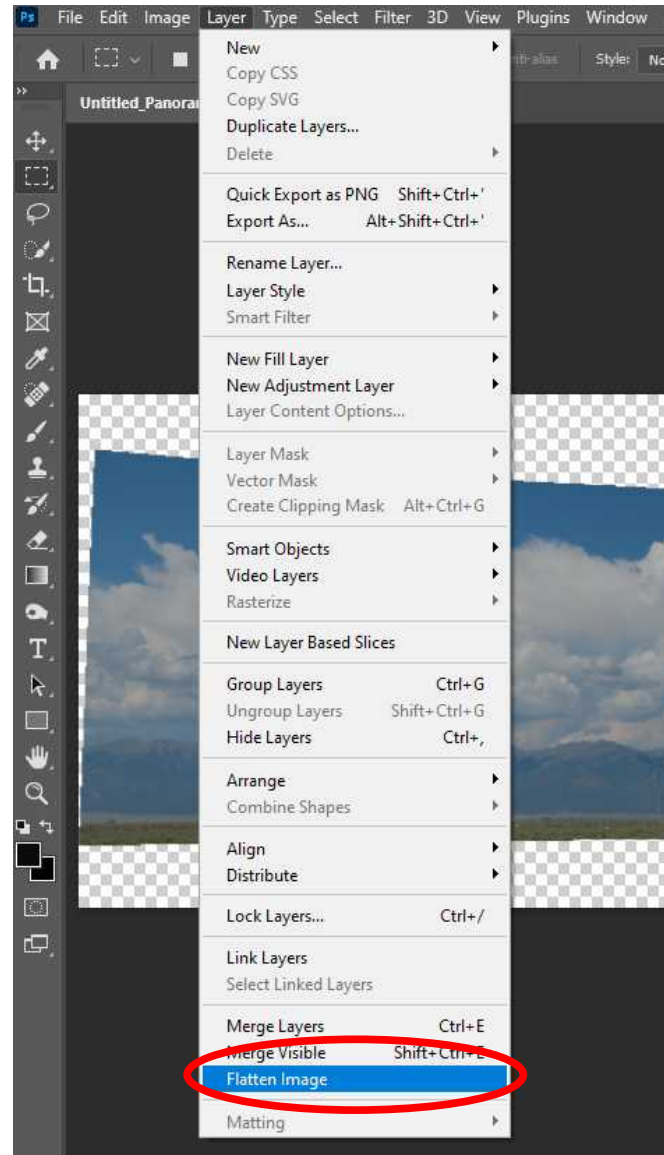 Ps File Edit Image Layer Type Select Filter 3D View Plugins Window
nti-alias Style: No
Untitled_Panora
New
Copy CSS
Copy SVG
Duplicate Layers...
Delete
Quick Export as PNG Shift+Ctrl+'
Export As... Alt+Shift+Ctrl+'
Rename Layer...
Layer Style
Smart Filter
New Fill Layer
New Adjustment Layer
Layer Content Options...
Layer Mask
Vector Mask
Create Clipping Mask Alt+Ctrl+G
Smart Objects
Video Layers
Rasterize
New Layer Based Slices
Group Layers Ctrl+G
Ungroup Layers Shift+Ctrl+G
Hide Layers Ctrl+,
Arrange
Combine Shapes
Align
Distribute
Lock Layers... Ctrl+/
Link Layers
Select Linked Layers
Merge Layers Ctrl+E
Merge Visible Shift+Ctrl+E
Flatten Image
Matting